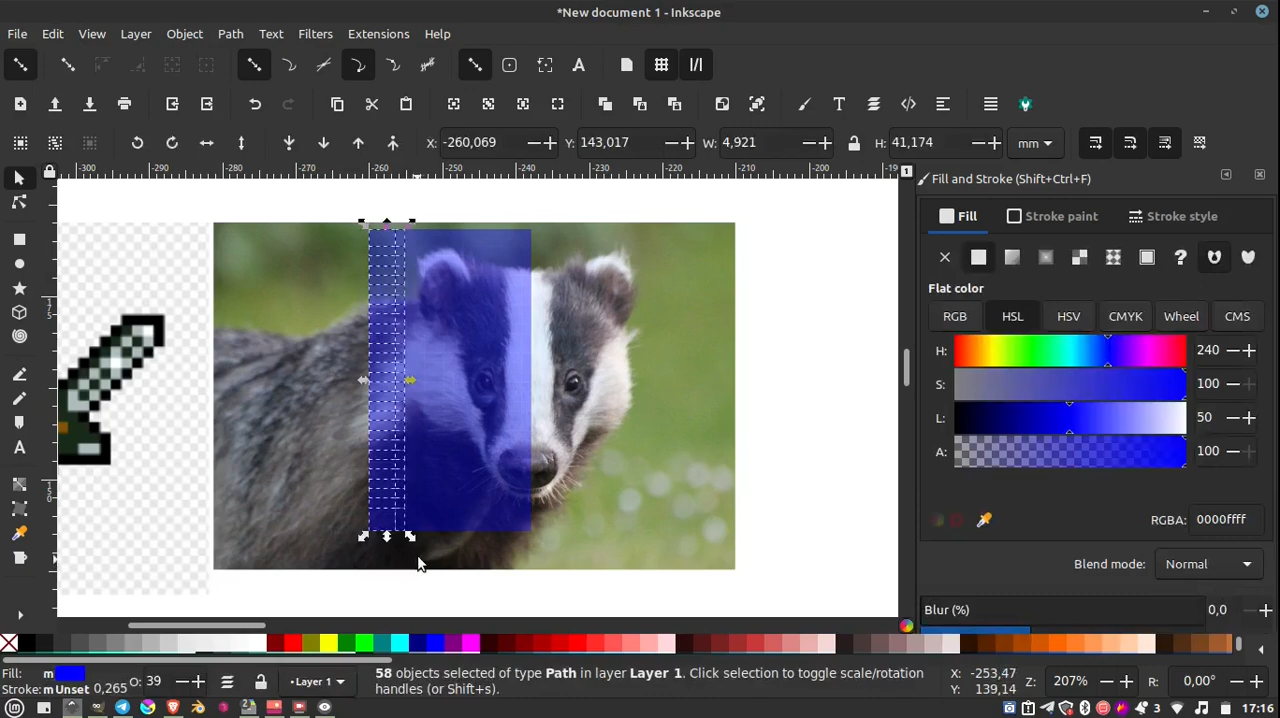 *New document 1 - Inkscape
File Edit View Layer Object Path Text Filters Extensions Help
X: -260,069 Y: 143,017 W: 4,921 H: 41,174 mm
-300 -290 -280 -270 -260 -250 -240 -230 -220 -210 -200 -19
1
Fill and Stroke (Shift+Ctrl+F)
Fill Stroke paint Stroke style
Flat color
RGB HSL HSV CMYK Wheel CMS
H: 240
S: 100
L: 50
A: 100
RGBA: 0000ffff
Blend mode: Normal
Blur (%) 0,0
Fill: m
Stroke: m Unset 0,265 O: 39
Layer 1
58 objects selected of type Path in layer Layer 1. Click selection to toggle scale/rotation handles (or Shift+s).
X: -253,47
Y: 139,14
Z: 207% R: 0,00°
3 17:16